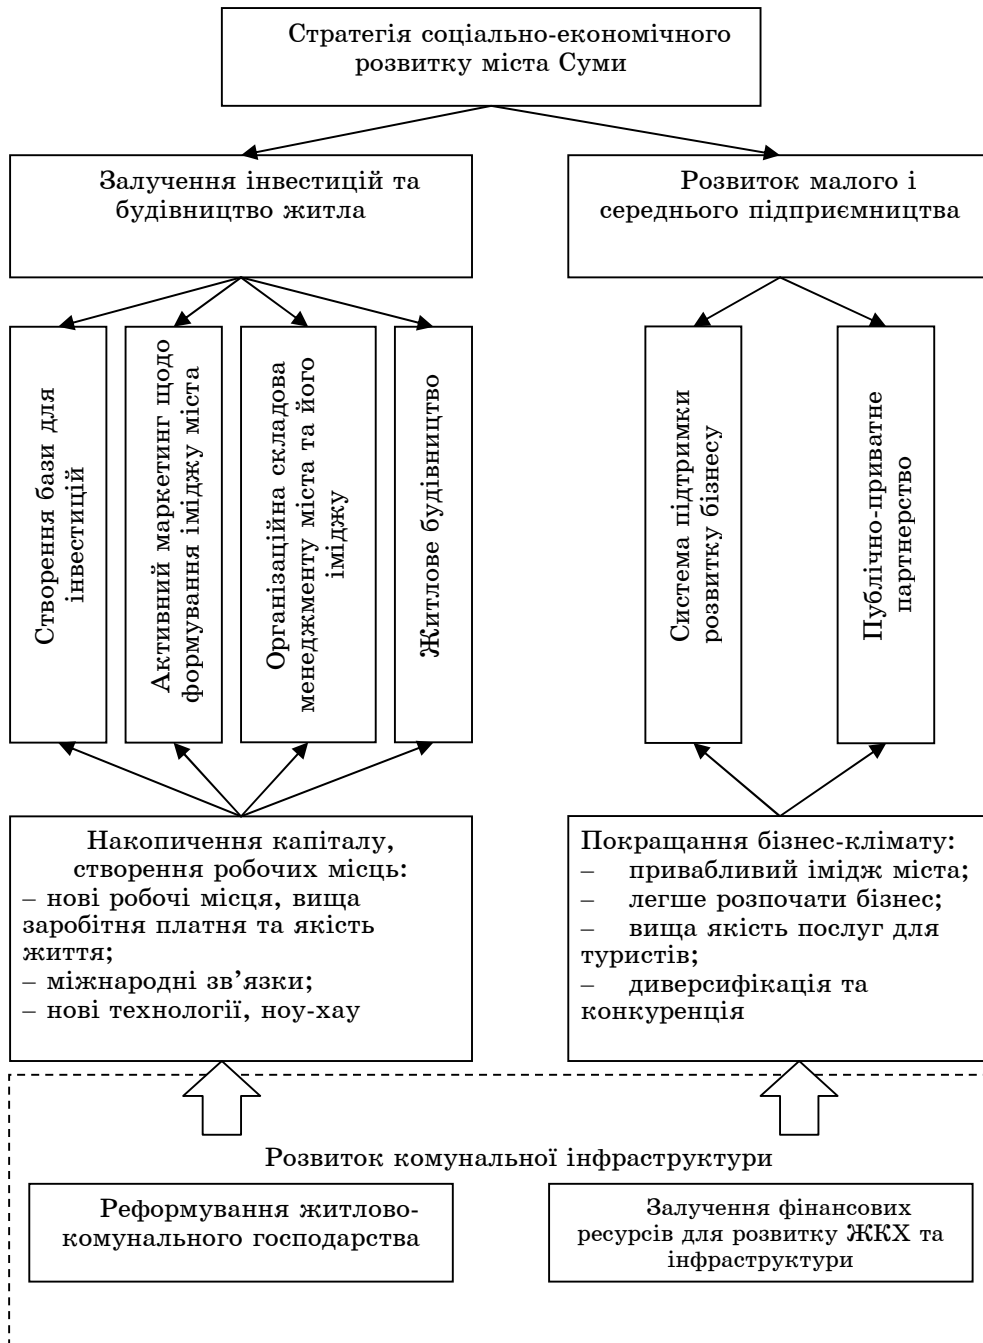 Стратегія соціально-економічного
розвитку міста Суми
Залучення інвестицій та
будівництво житла
Розвиток малого і
середнього підприємництва
Створення бази для
інвестицій
Активний маркетинг щодо
формування іміджу міста
Організаційна складова
менеджменту міста та його
іміджу
Житлове будівництво
Система підтримки
розвитку бізнесу
Публічно-приватне
партнерство
Накопичення капіталу,
створення робочих місць:
– нові робочі місця, вища
заробітня платня та якість
життя;
– міжнародні зв’язки;
– нові технології, ноу-хау
Покращання бізнес-клімату:
– привабливий імідж міста;
– легше розпочати бізнес;
– вища якість послуг для
туристів;
– диверсифікація та
конкуренція
Розвиток комунальної інфраструктури
Реформування житлово-
комунального господарства
Залучення фінансових
ресурсів для розвитку ЖКХ та
інфраструктури